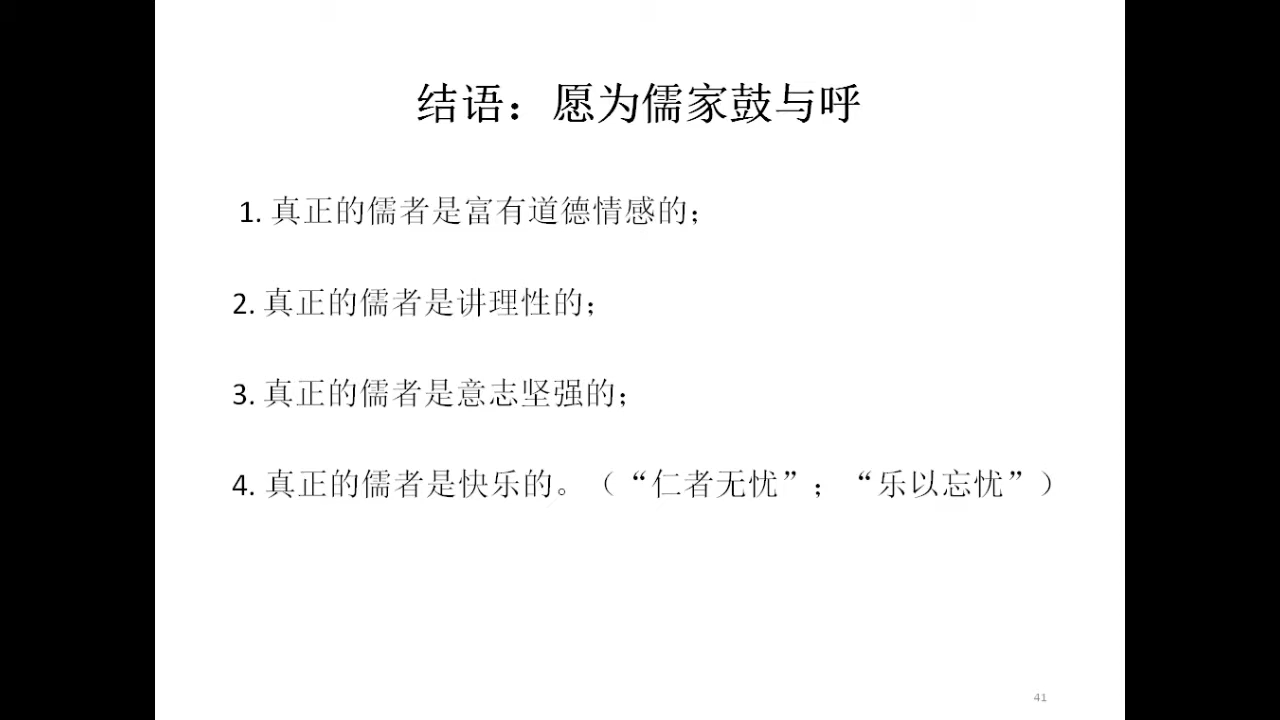 结语：愿为儒家鼓与呼
1. 真正的儒者是富有道德情感的；
2. 真正的儒者是讲理性的；
3. 真正的儒者是意志坚强的；
4. 真正的儒者是快乐的。（“仁者无忧”；“乐以忘忧”）
41